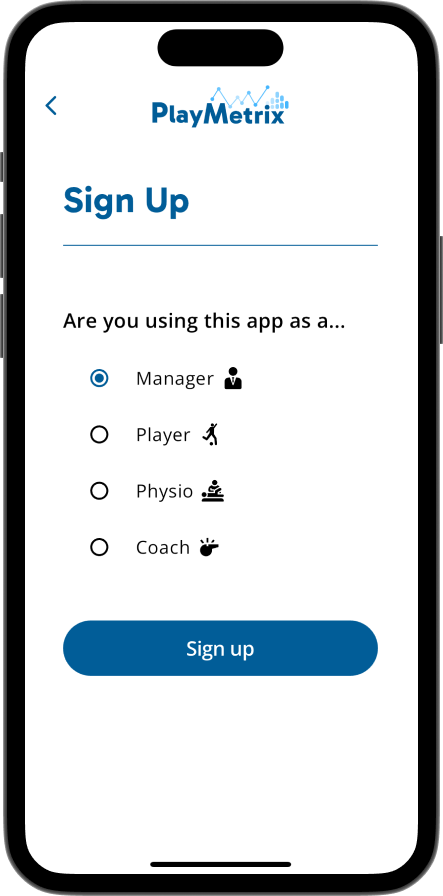 PlayMetrix
Sign Up
Are you using this app as a...
Manager
Player
Physio
Coach
Sign up